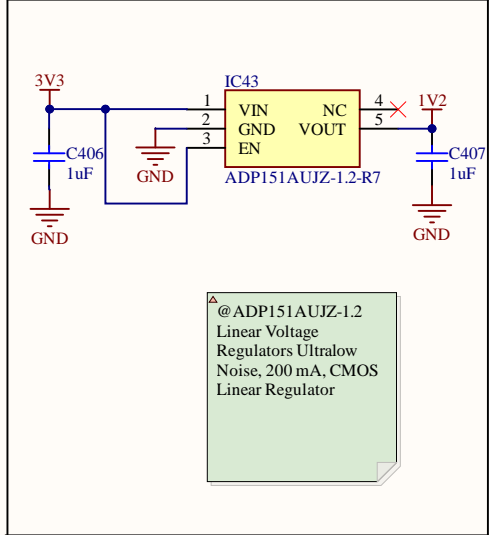 3V3
IC43
1
VIN
NC
4
1V2
2
GND
VOUT
5
3
EN
C406
1uF
GND
ADP151AUJZ-1.2-R7
C407
1uF
GND
GND
@ADP151AUJZ-1.2
Linear Voltage
Regulators Ultralow
Noise, 200 mA, CMOS
Linear Regulator